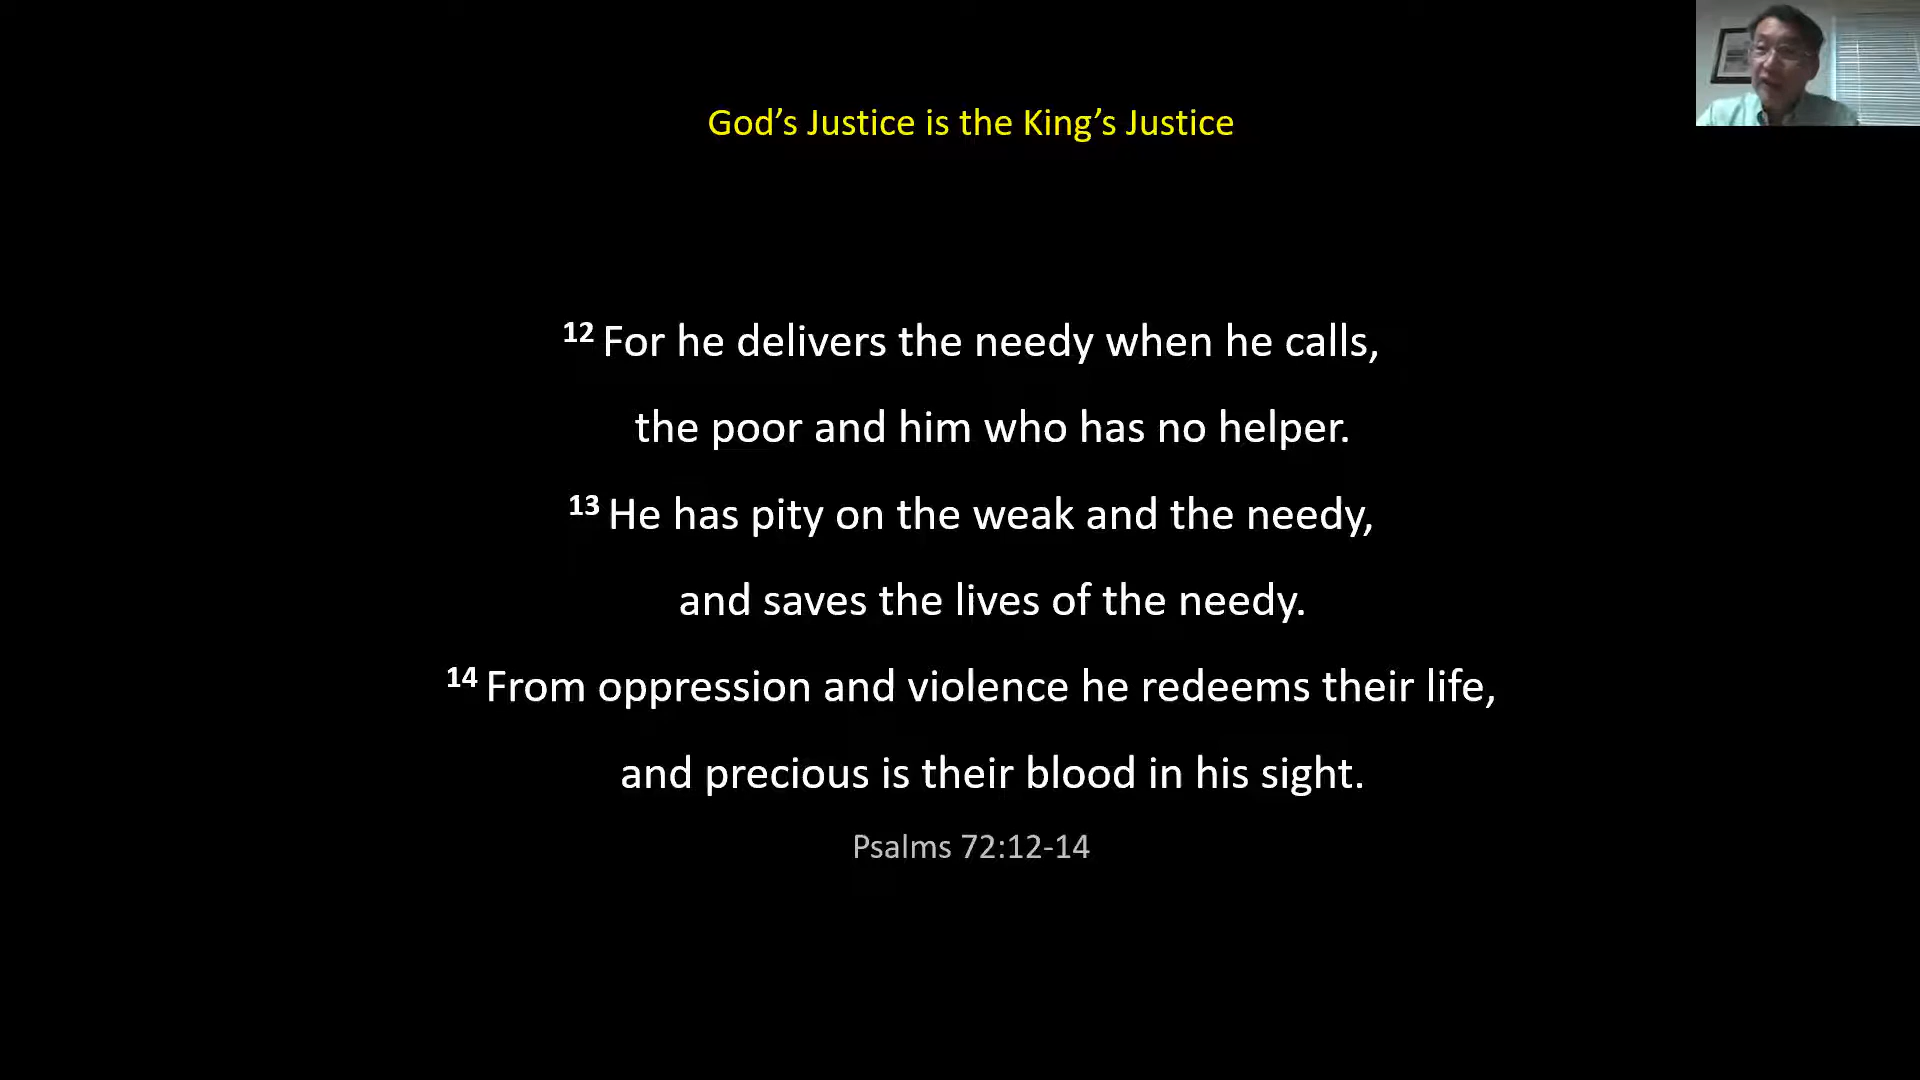 God’s Justice is the King’s Justice
12 For he delivers the needy when he calls,
the poor and him who has no helper.
13 He has pity on the weak and the needy,
and saves the lives of the needy.
14 From oppression and violence he redeems their life,
and precious is their blood in his sight.
Psalms 72:12-14